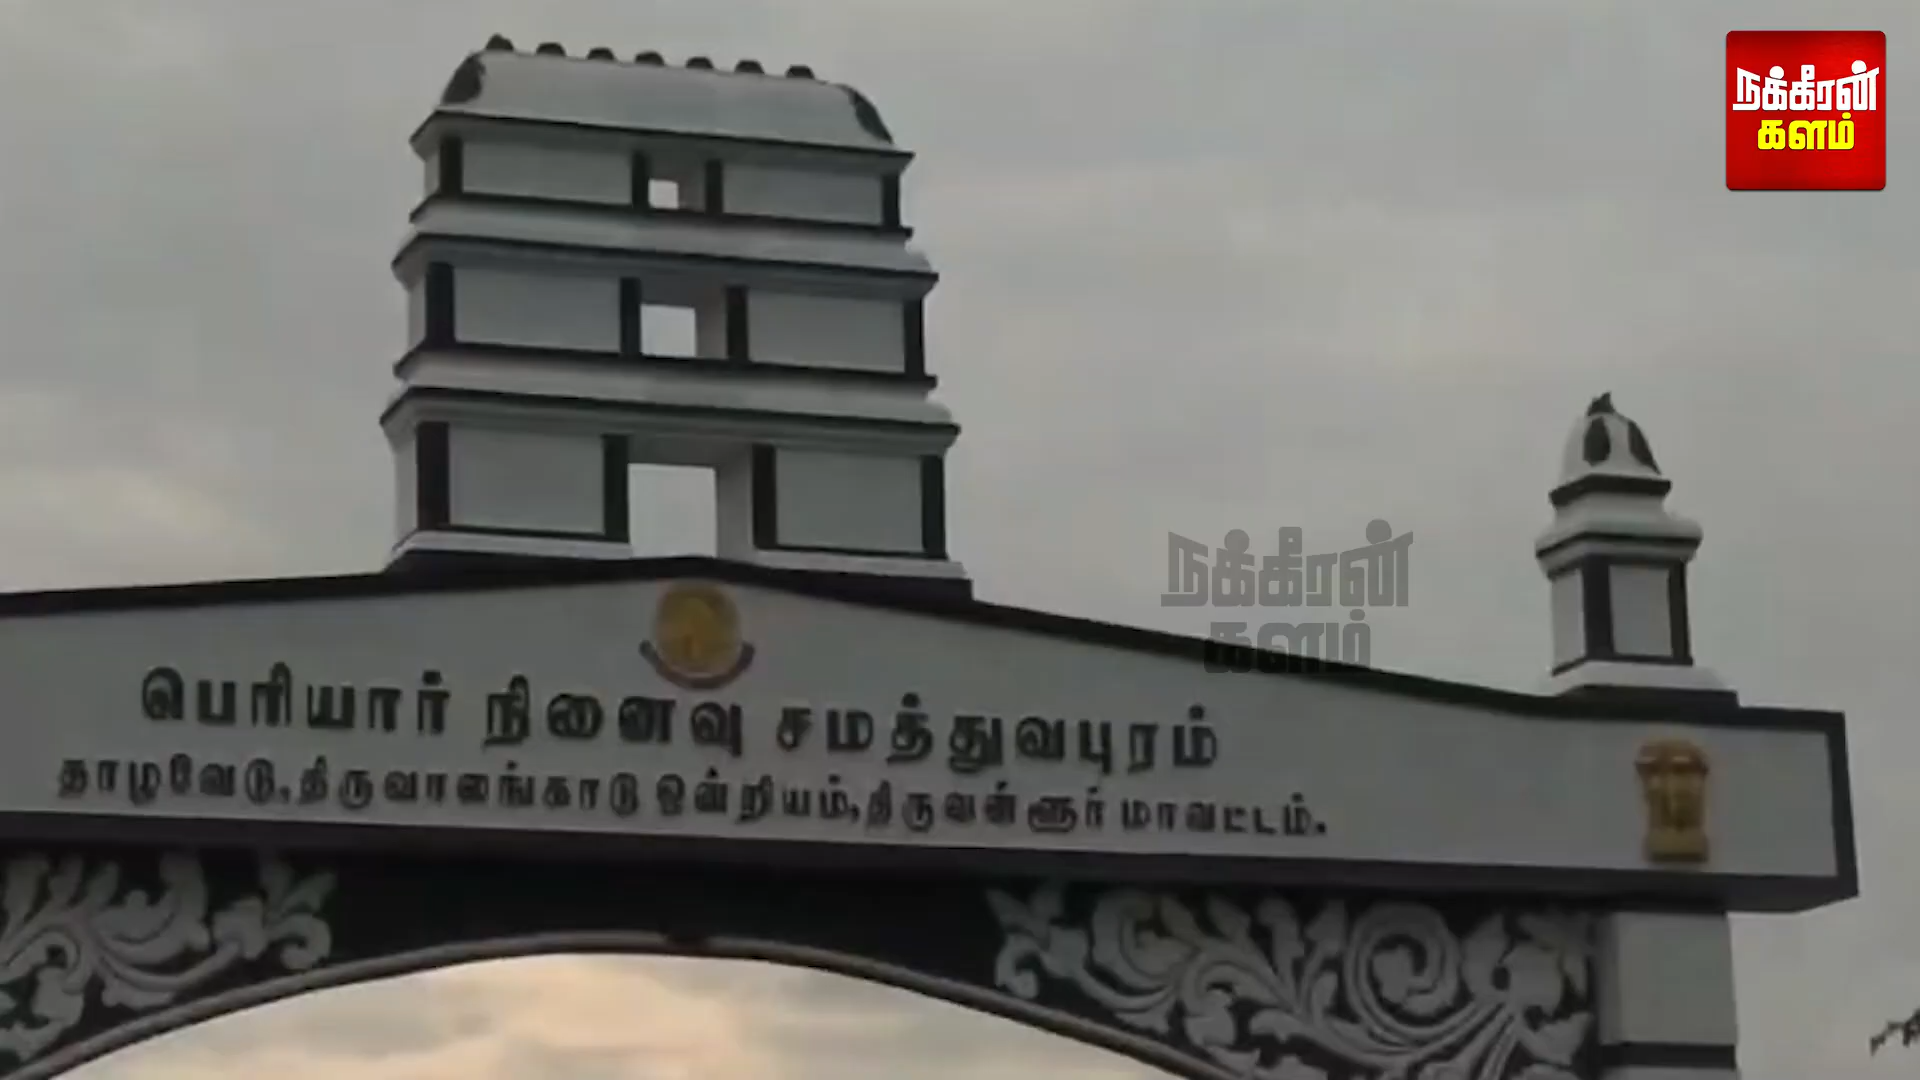 நக்கீரன்
களம்
நக்கீரன்
களம்
பெரியார் நினைவு சமத்துவபுரம்
தாழவேடு,திருவாலங்காடு ஒன்றியம்,திருவள்ளூர் மாவட்டம்.